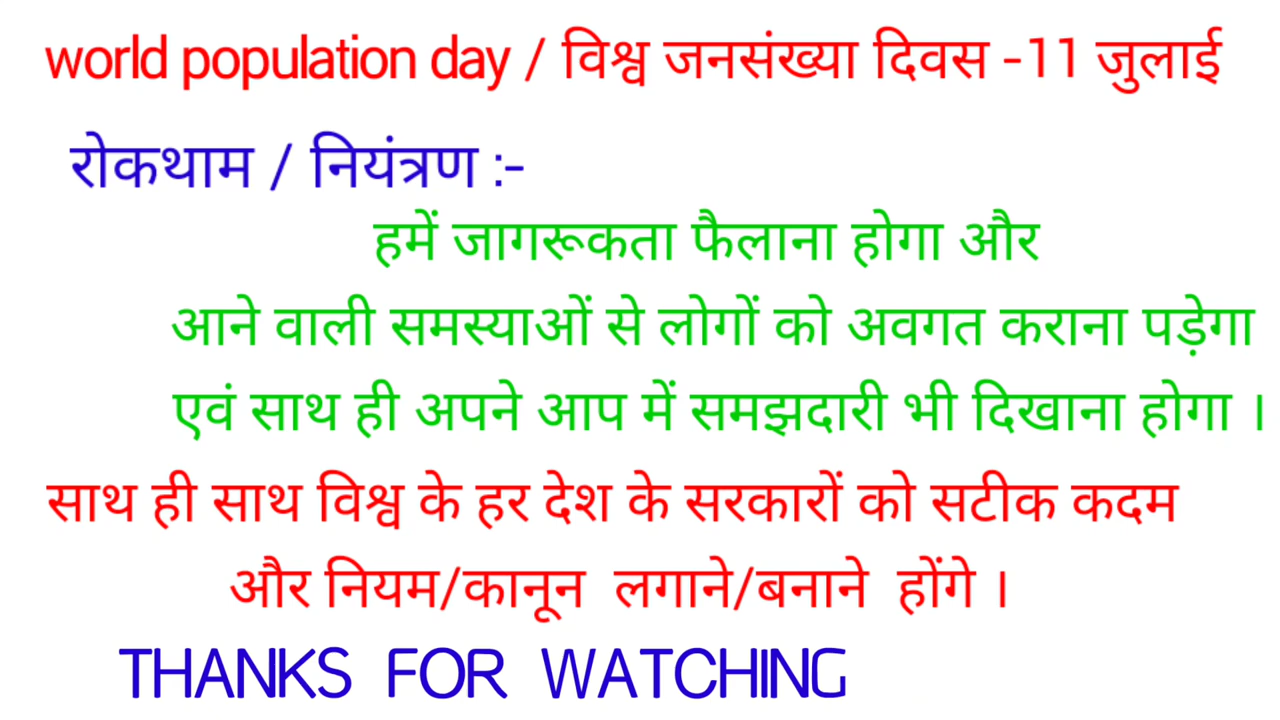 world population day / विश्व जनसंख्या दिवस -11 जुलाई
रोकथाम / नियंत्रण :-
हमें जागरूकता फैलाना होगा और
आने वाली समस्याओं से लोगों को अवगत कराना पड़ेगा
एवं साथ ही अपने आप में समझदारी भी दिखाना होगा ।
साथ ही साथ विश्व के हर देश के सरकारों को सटीक कदम
और नियम/कानून लगाने/बनाने होंगे ।
THANKS FOR WATCHING